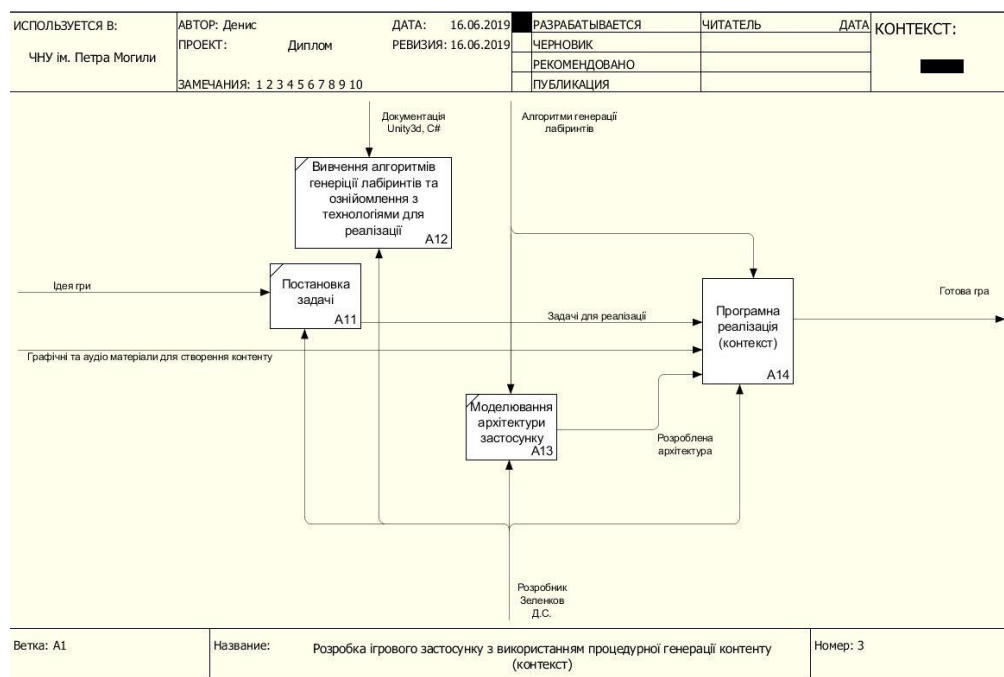 ИСПОЛЬЗУЕТСЯ В:
ЧНУ ім. Петра Могили
АВТОР: Денис
ДАТА: 16.06.2019
ПРОЕКТ: Диплом
РЕВИЗИЯ: 16.06.2019
ЗАМЕЧАНИЯ: 1 2 3 4 5 6 7 8 9 10
РАЗРАБАТЫВАЕТСЯ
ЧЕРНОВИК
РЕКОМЕНДОВАНО
ПУБЛИКАЦИЯ
ЧИТАТЕЛЬ
ДАТА
КОНТЕКСТ:
Документація
Unity3d, C#
Алгоритми генерації
лабіринтів
Вивчення алгоритмів
генеріції лабіринтів та
ознійомлення з
технологіями для
реалізації
A12
Ідея гри
Постановка
задачі
A11
Задачі для реалізації
Програмна
реалізація
(контекст)
A14
Готова гра
Графічні та аудіо матеріали для створення контенту
Моделювання
архітектури
застосунку
A13
Розроблена
архітектура
Розробник
Зеленков
Д.С.
Ветка: A1
Название:
Розробка ігрового застосунку з використанням процедурної генерації контенту
(контекст)
Номер: 3